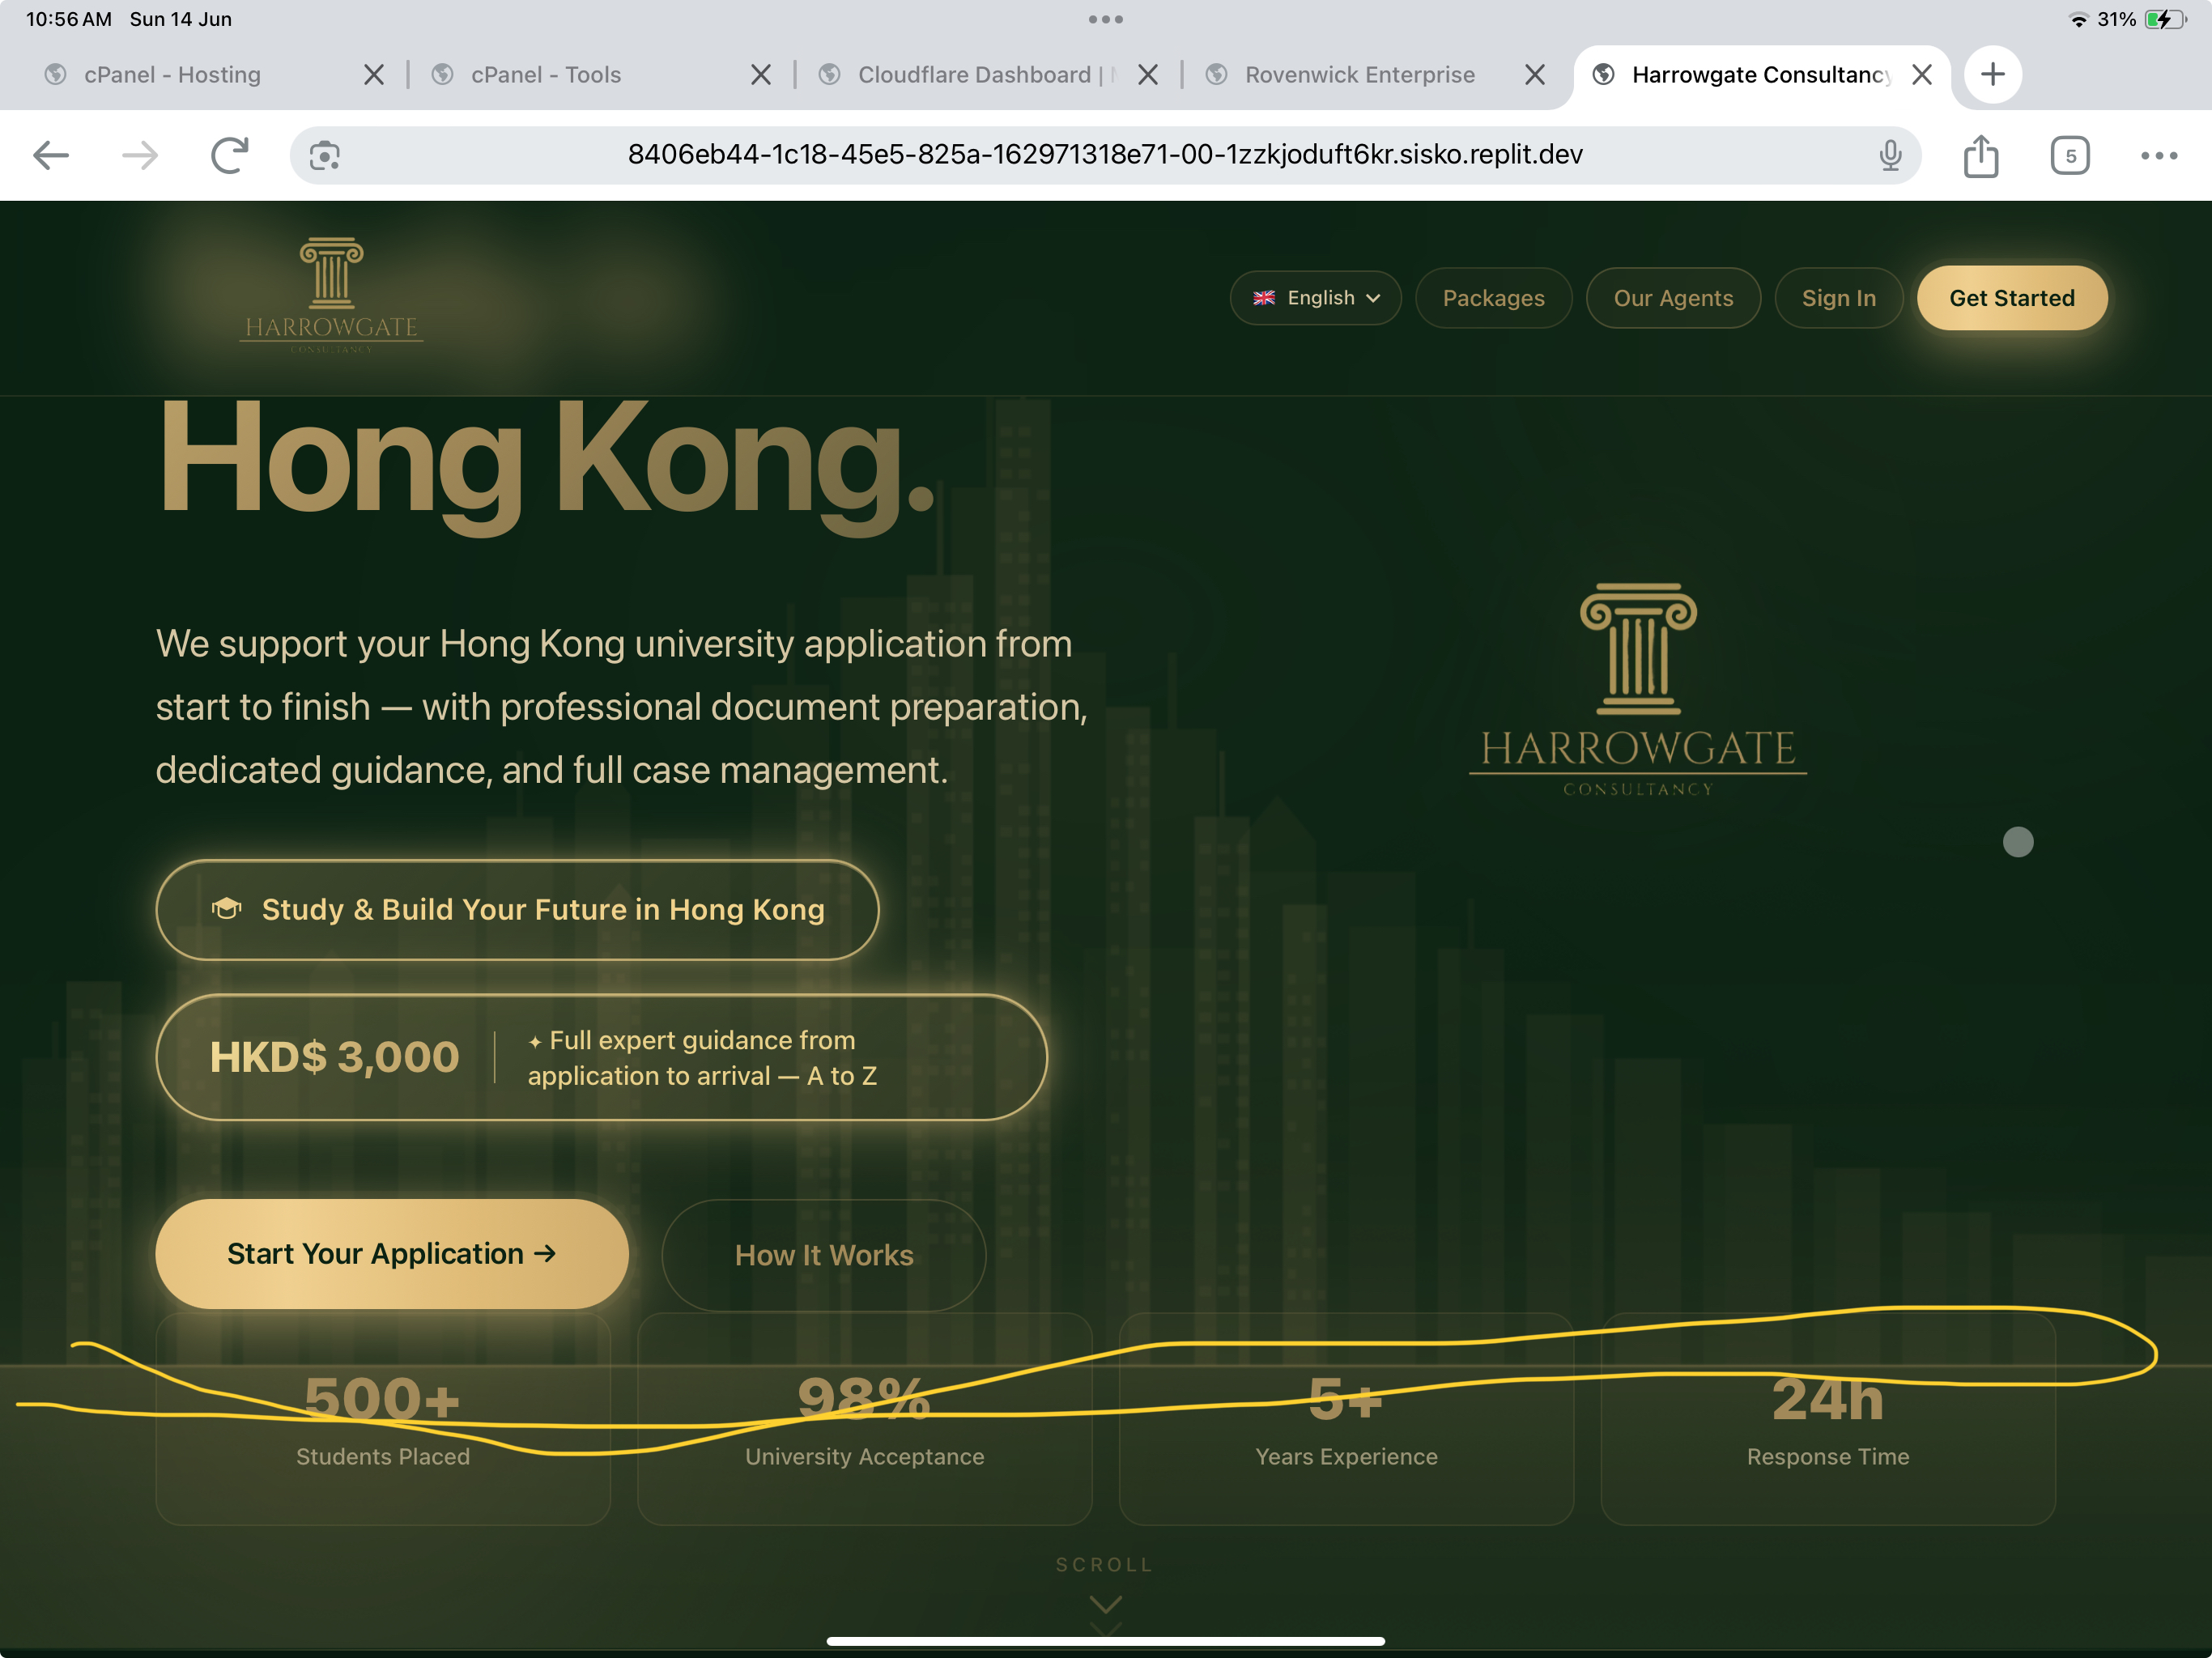 10:56 AM Sun 14 Jun
31%
cPanel - Hosting
cPanel - Tools
Cloudflare Dashboard |
Rovenwick Enterprise
Harrowgate Consultancy
8406eb44-1c18-45e5-825a-162971318e71-00-1zzkjoduft6kr.sisko.replit.dev
5
HARROWGATE
CONSULTANCY
English
Packages
Our Agents
Sign In
Get Started
Hong Kong.
We support your Hong Kong university application from
start to finish — with professional document preparation,
dedicated guidance, and full case management.
HARROWGATE
CONSULTANCY
Study & Build Your Future in Hong Kong
HKD$ 3,000
✦ Full expert guidance from
application to arrival — A to Z
Start Your Application →
How It Works
500+
Students Placed
98%
University Acceptance
5+
Years Experience
24h
Response Time
SCROLL